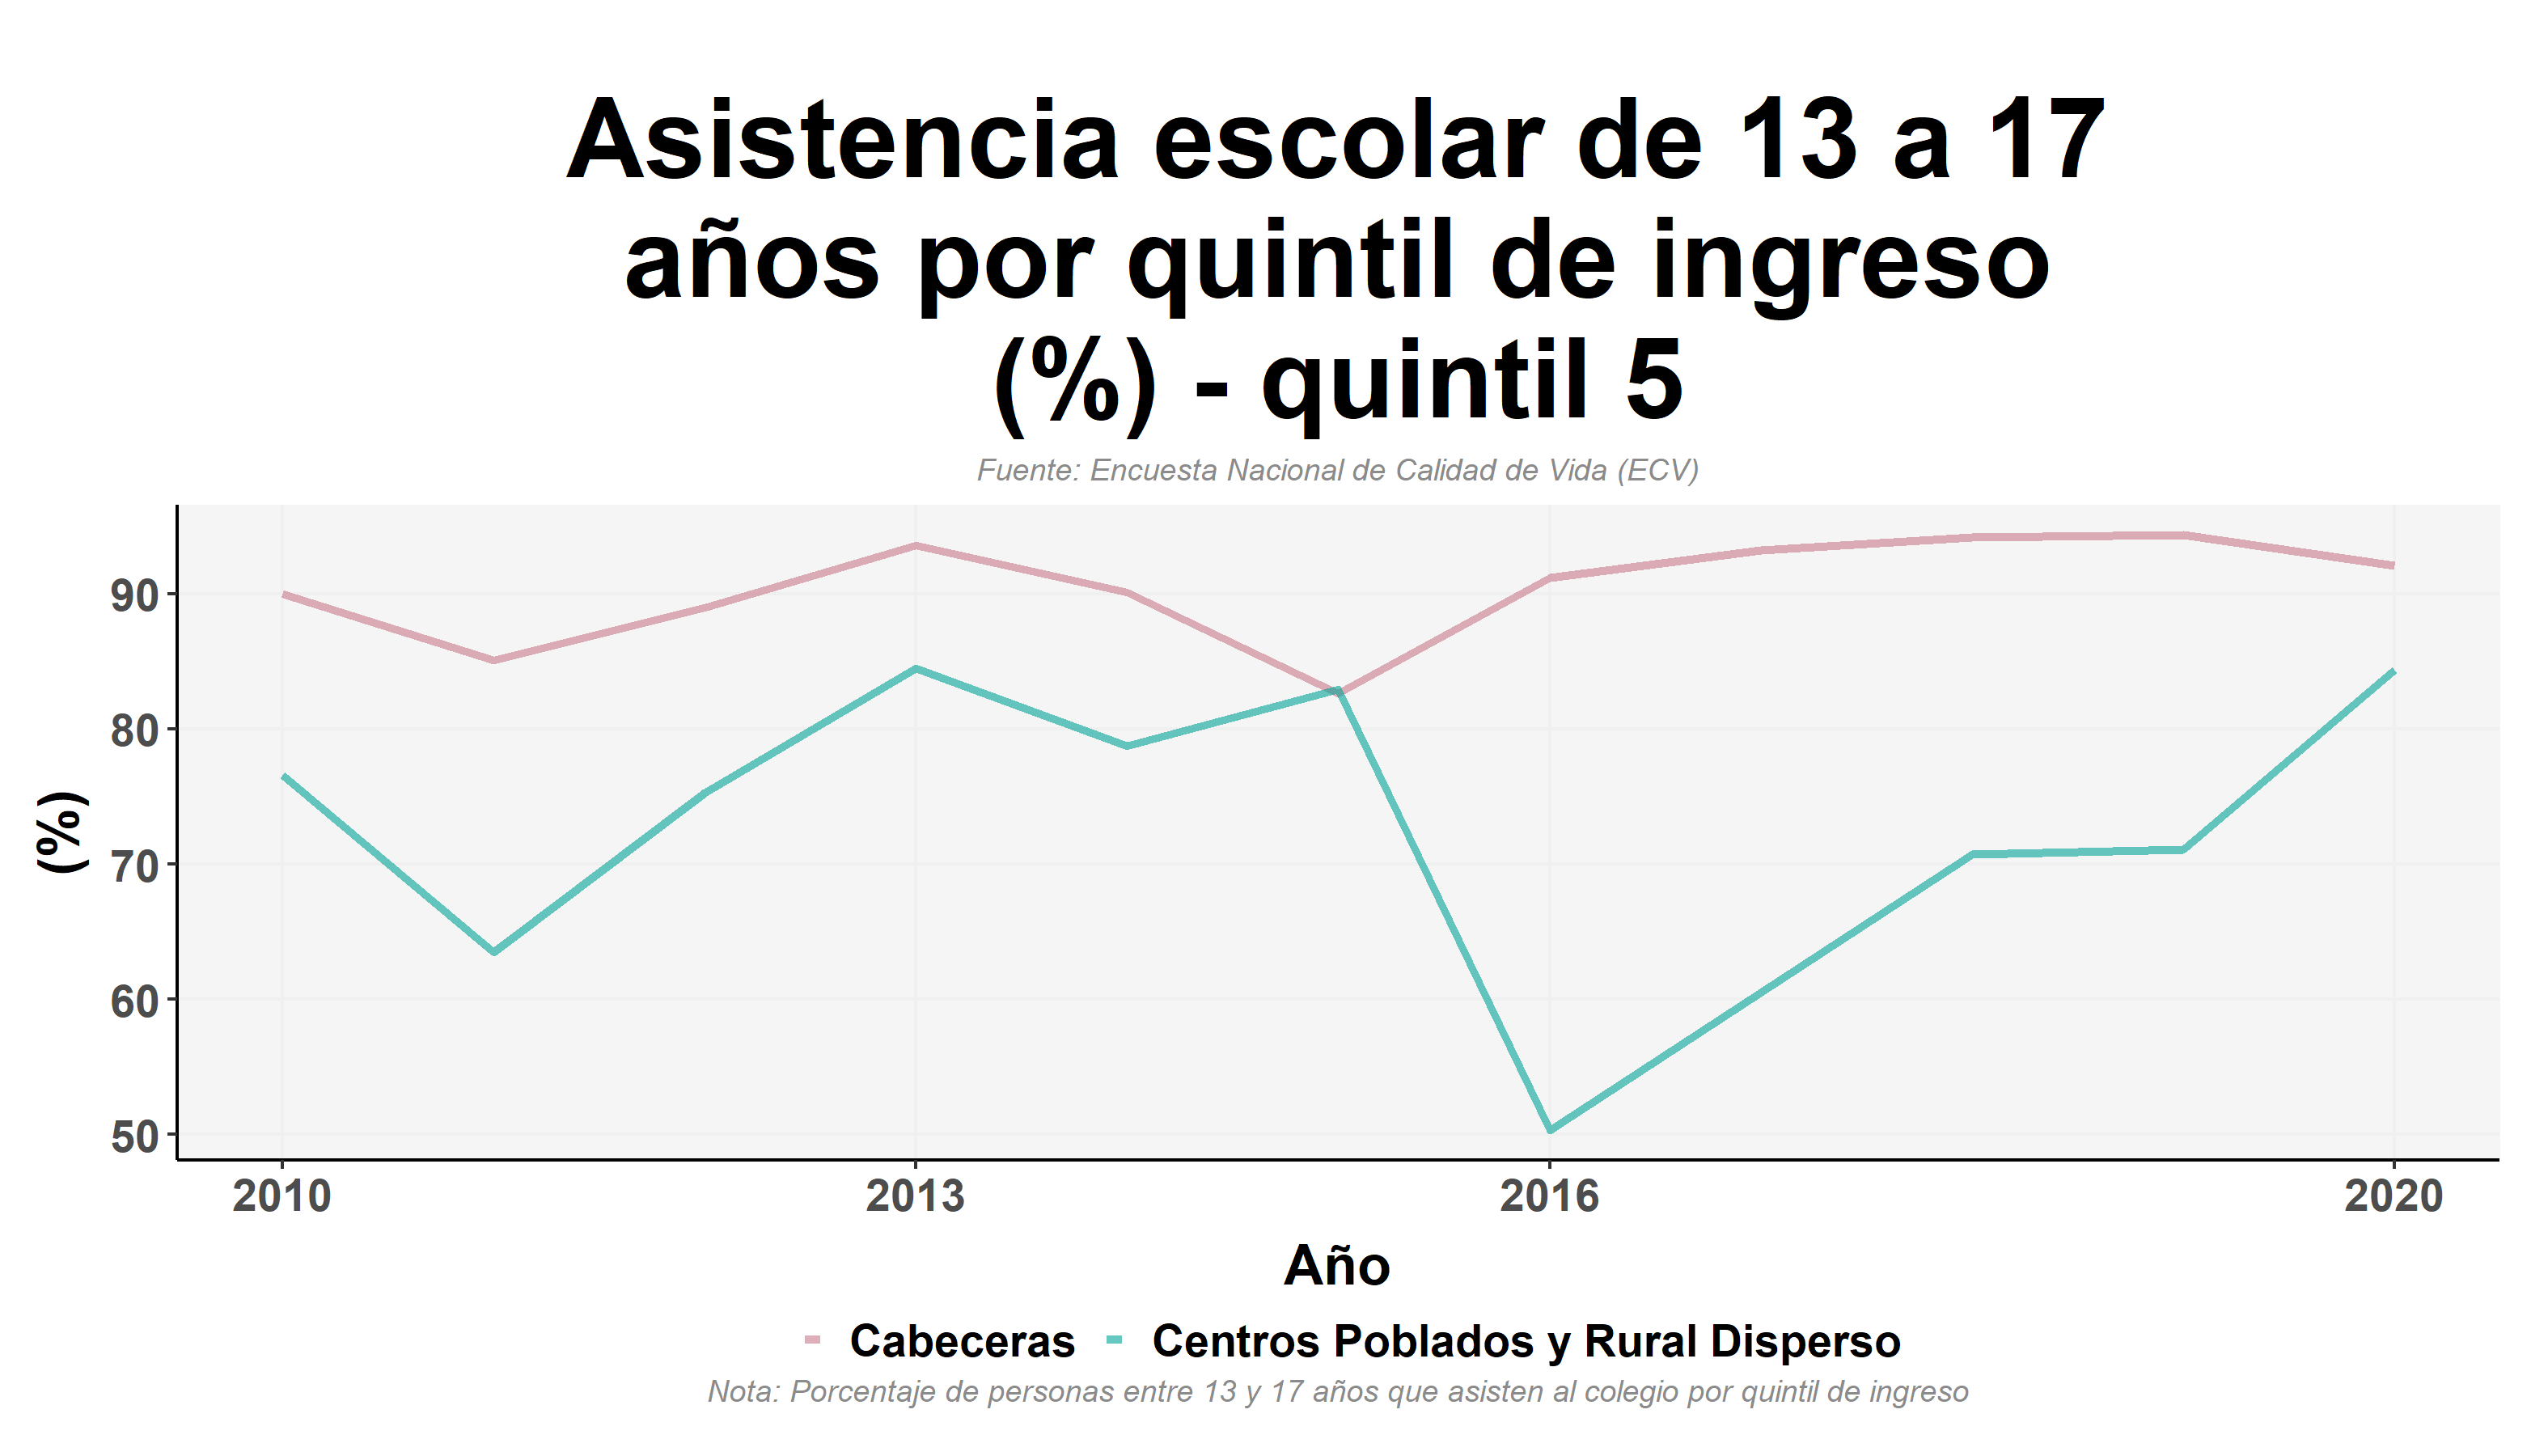 Asistencia escolar de 13 a 17
años por quintil de ingreso
(%) - quintil 5
Fuente: Encuesta Nacional de Calidad de Vida (ECV)
90
80
70
60
50
(%)
2010 2013 2016 2020
Año
Cabeceras Centros Poblados y Rural Disperso
Nota: Porcentaje de personas entre 13 y 17 años que asisten al colegio por quintil de ingreso